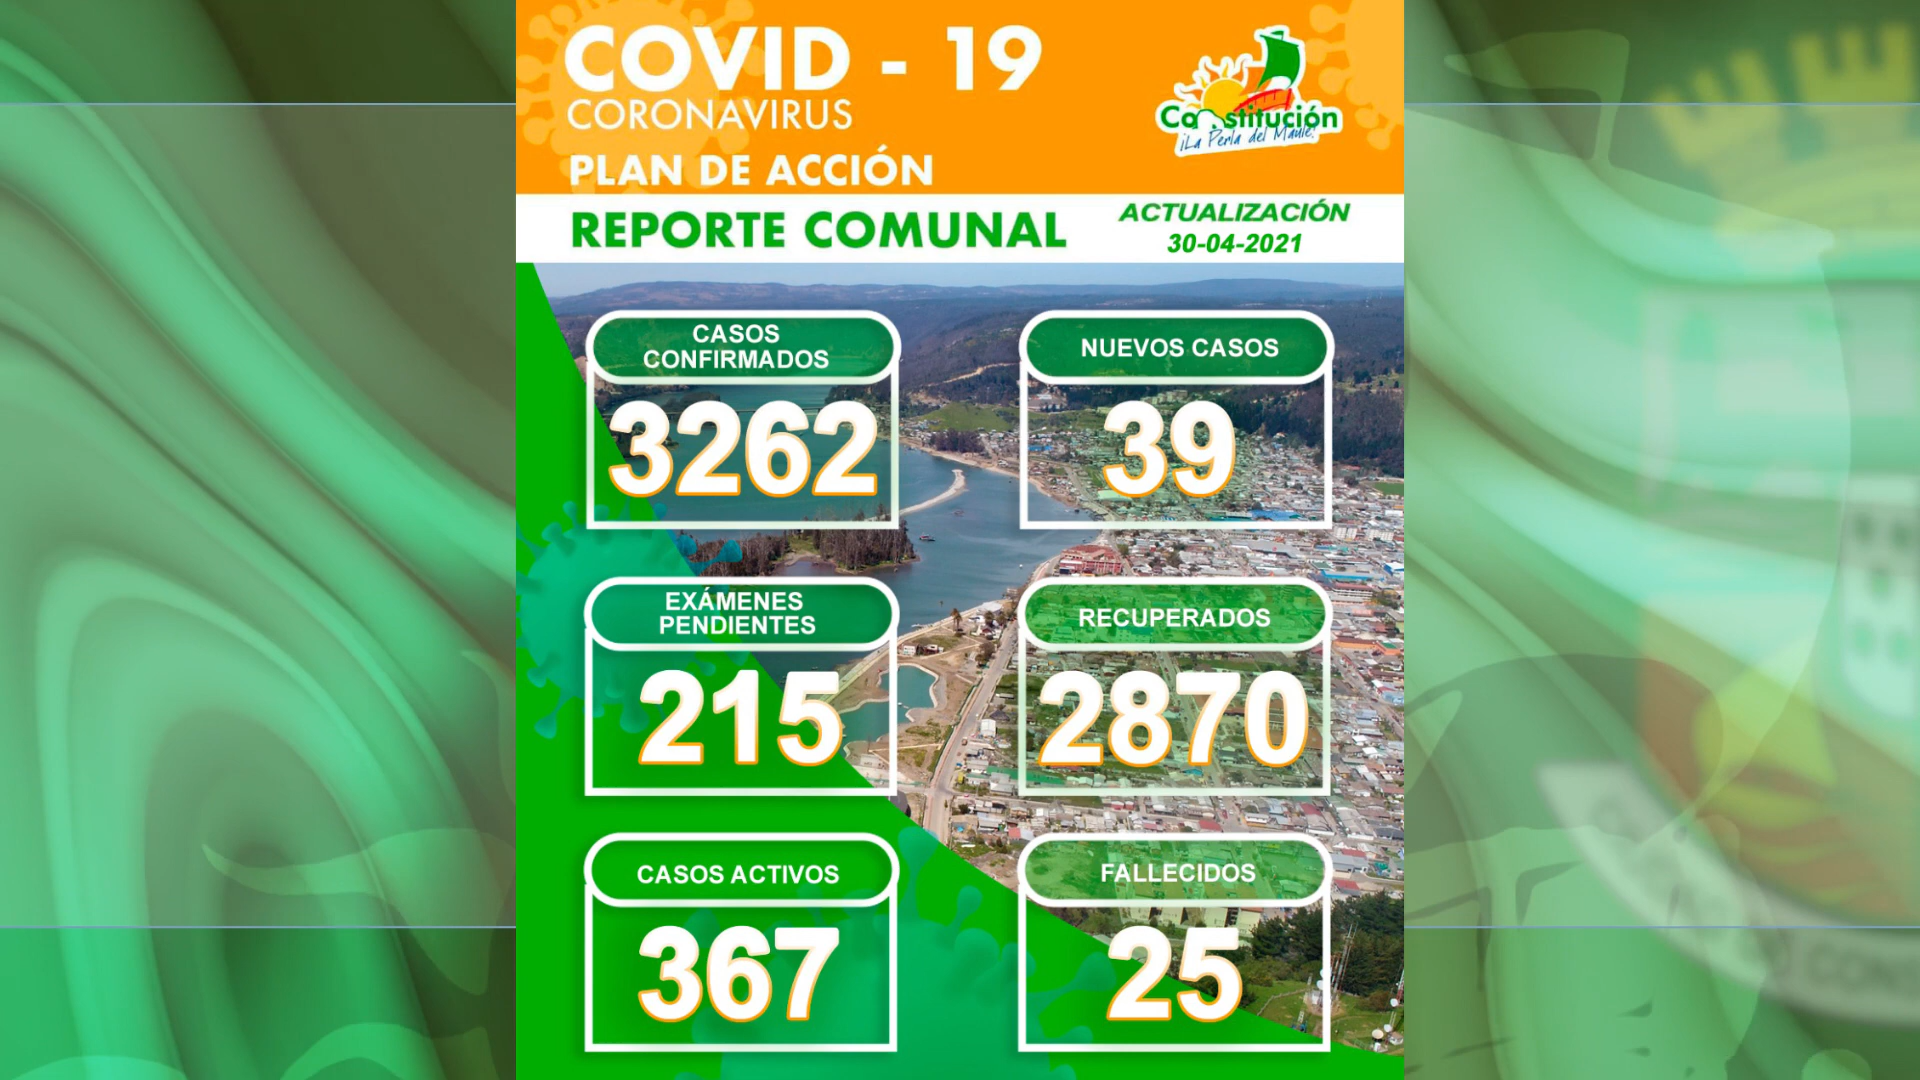 COVID - 19
CORONAVIRUS
PLAN DE ACCIÓN
Constitución
¡La Perla del Maule!
REPORTE COMUNAL
ACTUALIZACIÓN
30-04-2021
CASOS
CONFIRMADOS
3262
NUEVOS CASOS
39
EXÁMENES
PENDIENTES
215
RECUPERADOS
2870
CASOS ACTIVOS
367
FALLECIDOS
25